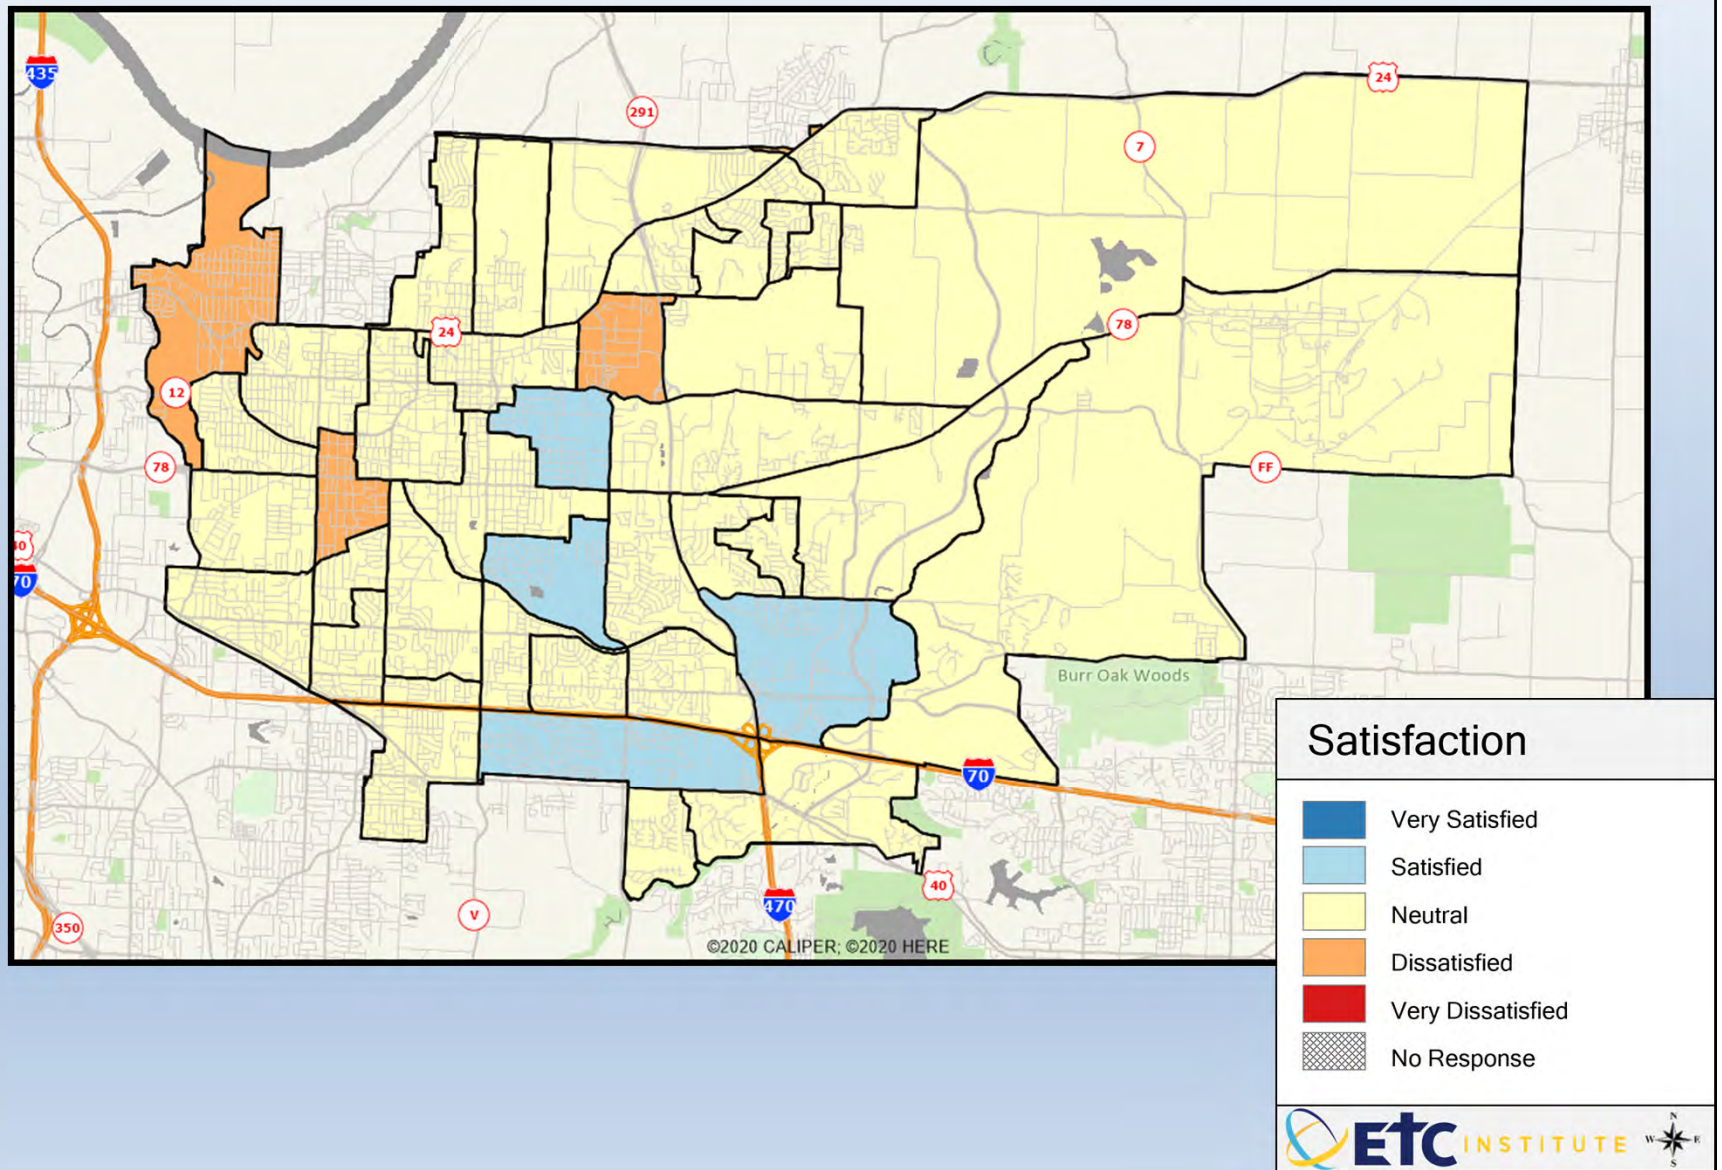 435
24
291
7
24
78
12
78
FF
40
70
Burr Oak Woods
70
40
470
V
350
©2020 CALIPER; ©2020 HERE
Satisfaction
Very Satisfied
Satisfied
Neutral
Dissatisfied
Very Dissatisfied
No Response
ETC INSTITUTE
N
W E
S